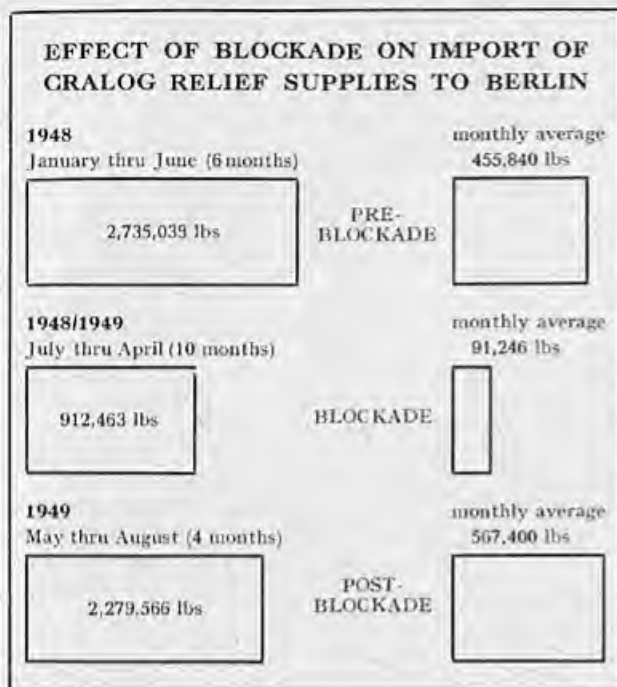 EFFECT OF BLOCKADE ON IMPORT OF
CRALOG RELIEF SUPPLIES TO BERLIN
1948
January thru June (6 months)
2,735,039 lbs
PRE-
BLOCKADE
monthly average
455,840 lbs
1948/1949
July thru April (10 months)
912,463 lbs
BLOCKADE
monthly average
91,246 lbs
1949
May thru August (4 months)
2,279,566 lbs
POST-
BLOCKADE
monthly average
567,400 lbs